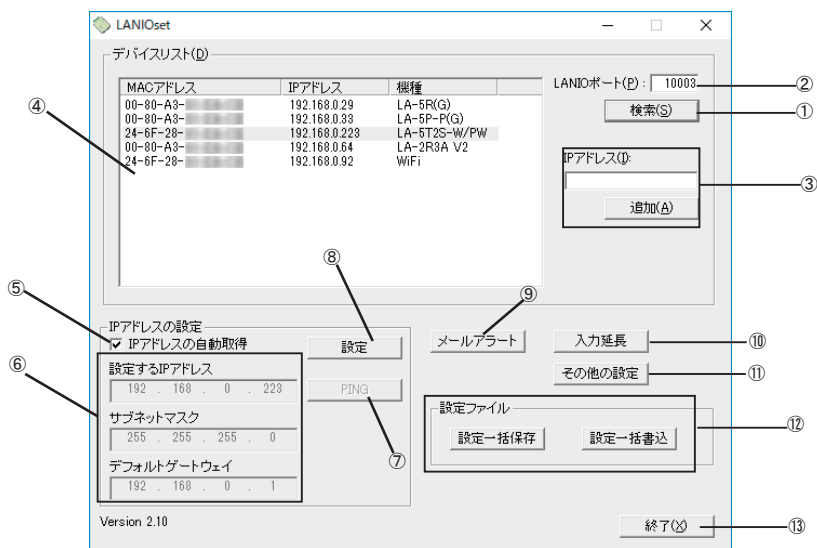 LANIOset
デバイスリスト(D)
MACアドレス IPアドレス 機種
00-80-A3- 192.168.0.29 LA-5R(G)
00-80-A3- 192.168.0.33 LA-5P-P(G)
24-6F-28- 192.168.0.223 LA-5T2S-W/PW
00-80-A3- 192.168.0.64 LA-2R3A V2
24-6F-28- 192.168.0.92 WiFi
④
LANIOポート(P): 10003
②
検索(S)
①
IPアドレス(I):
③
追加(A)
⑤
IPアドレスの設定
IPアドレスの自動取得
⑧
設定
⑥
設定するIPアドレス
192 . 168 . 0 . 223
PING
⑦
サブネットマスク
255 . 255 . 255 . 0
デフォルトゲートウェイ
192 . 168 . 0 . 1
⑨
メールアラート
入力延長
⑩
その他の設定
⑪
設定ファイル
⑫
設定一括保存 設定一括書込
Version 2.10
終了(X)
⑬